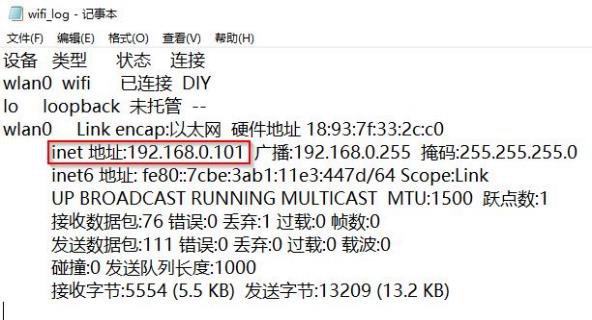 wifi_log - 记事本
文件(F) 编辑(E) 格式(O) 查看(V) 帮助(H)
设备 类型 状态 连接
wlan0 wifi 已连接 DIY
lo loopback 未托管 --
wlan0 Link encap:以太网 硬件地址 18:93:7f:33:2c:c0
inet 地址:192.168.0.101 广播:192.168.0.255 掩码:255.255.255.0
inet6 地址: fe80::7cbe:3ab1:11e3:447d/64 Scope:Link
UP BROADCAST RUNNING MULTICAST MTU:1500 跃点数:1
接收数据包:76 错误:0 丢弃:1 过载:0 帧数:0
发送数据包:111 错误:0 丢弃:0 过载:0 载波:0
碰撞:0 发送队列长度:1000
接收字节:5554 (5.5 KB) 发送字节:13209 (13.2 KB)